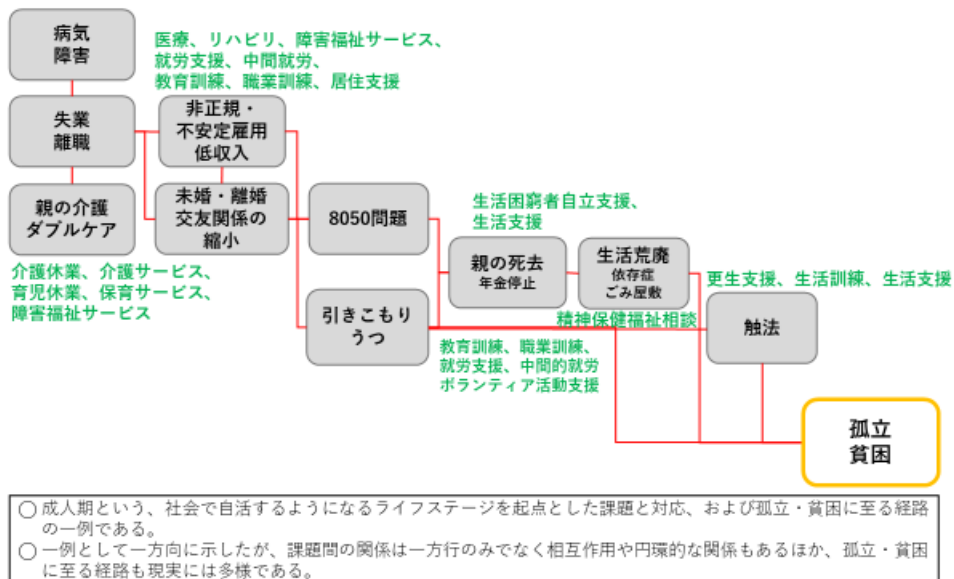 病気
障害
医療、リハビリ、障害福祉サービス、
就労支援、中間就労、
教育訓練、職業訓練、居住支援
失業
離職
非正規・
不安定雇用
低収入
親の介護
ダブルケア
未婚・離婚
交友関係の
縮小
8050問題
生活困窮者自立支援、
生活支援
親の死去
年金停止
生活荒廃
依存症
ごみ屋敷
更生支援、生活訓練、生活支援
介護休業、介護サービス、
育児休業、保育サービス、
障害福祉サービス
引きこもり
うつ
精神保健福祉相談
触法
教育訓練、職業訓練、
就労支援、中間的就労
ボランティア活動支援
孤立
貧困
○ 成人期という、社会で自活するようになるライフステージを起点とした課題と対応、および孤立・貧困に至る経路
の一例である。
○ 一例として一方向に示したが、課題間の関係は一方行のみでなく相互作用や円環的な関係もあるほか、孤立・貧困
に至る経路も現実には多様である。